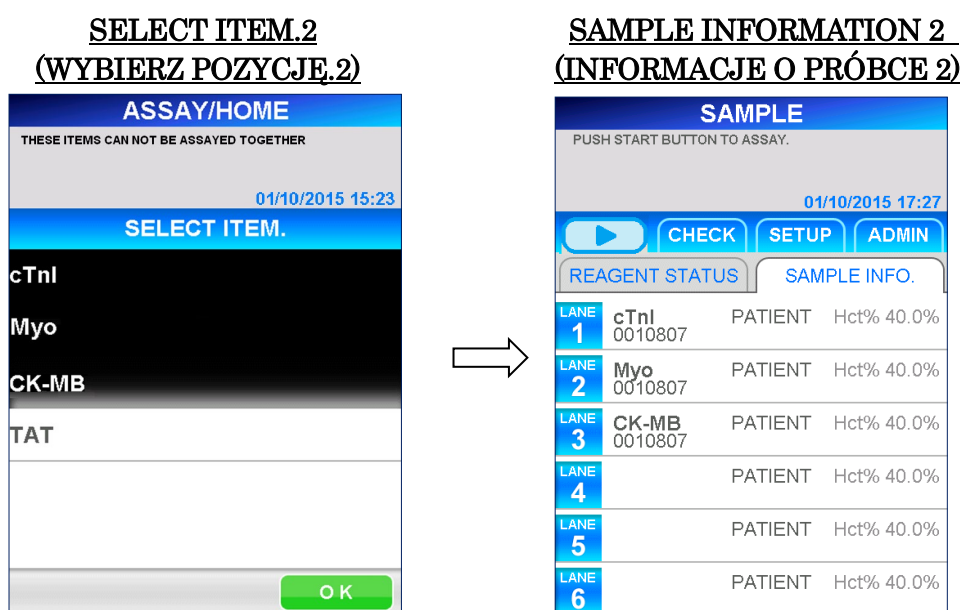 SELECT ITEM.2
(WYBIERZ POZYCJĘ.2)
ASSAY/HOME
THESE ITEMS CAN NOT BE ASSAYED TOGETHER
01/10/2015 15:23
SELECT ITEM.
cTnI
Myo
CK-MB
TAT
O K
SAMPLE INFORMATION 2
(INFORMACJE O PRÓBCE 2)
SAMPLE
PUSH START BUTTON TO ASSAY.
01/10/2015 17:27
CHECK SETUP ADMIN
REAGENT STATUS SAMPLE INFO.
LANE 1 cTnI 0010807 PATIENT Hct% 40.0%
LANE 2 Myo 0010807 PATIENT Hct% 40.0%
LANE 3 CK-MB 0010807 PATIENT Hct% 40.0%
LANE 4 PATIENT Hct% 40.0%
LANE 5 PATIENT Hct% 40.0%
LANE 6 PATIENT Hct% 40.0%